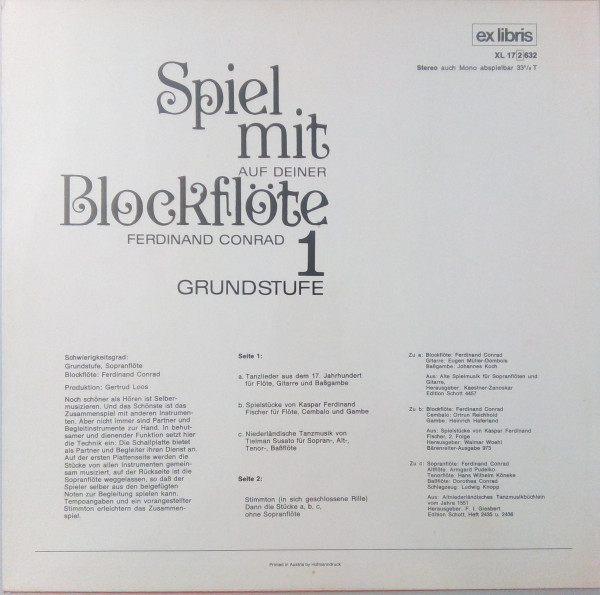 ex libris
XL 17 2 632
Stereo auch Mono abspielbar 33 1/3 T
Spiel
mit
AUF DEINER
Blockflöte
FERDINAND CONRAD 1
GRUNDSTUFE
Schwierigkeitsgrad:
Grundstufe, Sopranflöte
Blockflöte: Ferdinand Conrad
Produktion: Gertrud Loos
Noch schöner als Hören ist Selber-
musizieren. Und das Schönste ist das
Zusammenspiel mit anderen Instrumen-
ten. Aber nicht immer sind Partner und
Begleitinstrumente zur Hand. In behut-
samer und dienender Funktion setzt hier
die Technik ein: Die Schallplatte bietet
als Partner und Begleiter ihren Dienst an.
Auf der ersten Plattenseite werden die
Stücke von allen Instrumenten gemein-
sam musiziert, auf der Rückseite ist die
Sopranflöte weggelassen, so daß der
Spieler selber aus den beigefügten
Noten zur Begleitung spielen kann.
Tempoangaben und ein vorangestellter
Stimmton erleichtern das Zusammen-
spiel.
Seite 1:
a. Tanzlieder aus dem 17. Jahrhundert
für Flöte, Gitarre und Baßgambe
b. Spielstücke von Kaspar Ferdinand
Fischer für Flöte, Cembalo und Gambe
c. Niederländische Tanzmusik von
Tielman Susato für Sopran-, Alt-,
Tenor-, Baßflöte
Seite 2:
Stimmton (in sich geschlossene Rille)
Dann die Stücke a, b, c,
ohne Sopranflöte
Zu a: Blockflöte: Ferdinand Conrad
Gitarre: Eugen Müller-Dombois
Baßgambe: Johannes Koch
Aus: Alte Spielmusik für Sopranflöten und
Gitarre,
Herausgeber: Kaestner-Zanoskar
Edition Schott 4457
Zu b: Blockflöte: Ferdinand Conrad
Cembalo: Ortrun Reichhold
Gambe: Heinrich Haferland
Aus: Spielstücke von Kaspar Ferdinand
Fischer, 2. Folge
Herausgeber: Walmar Woehl
Bärenreiter-Ausgabe 973
Zu c: Sopranflöte: Ferdinand Conrad
Altflöte: Armgard Rudelko
Tenorflöte: Hans Wilhelm Köneke
Baßflöte: Dorothea Conrad
Schlagzeug: Ludwig Knopp
Aus: Altniederländisches Tanzmusikbüchlein
vom Jahre 1551
Herausgeber: F. J. Giesbert
Edition Schott, Heft 2435 u. 2436
Printed in Austria by